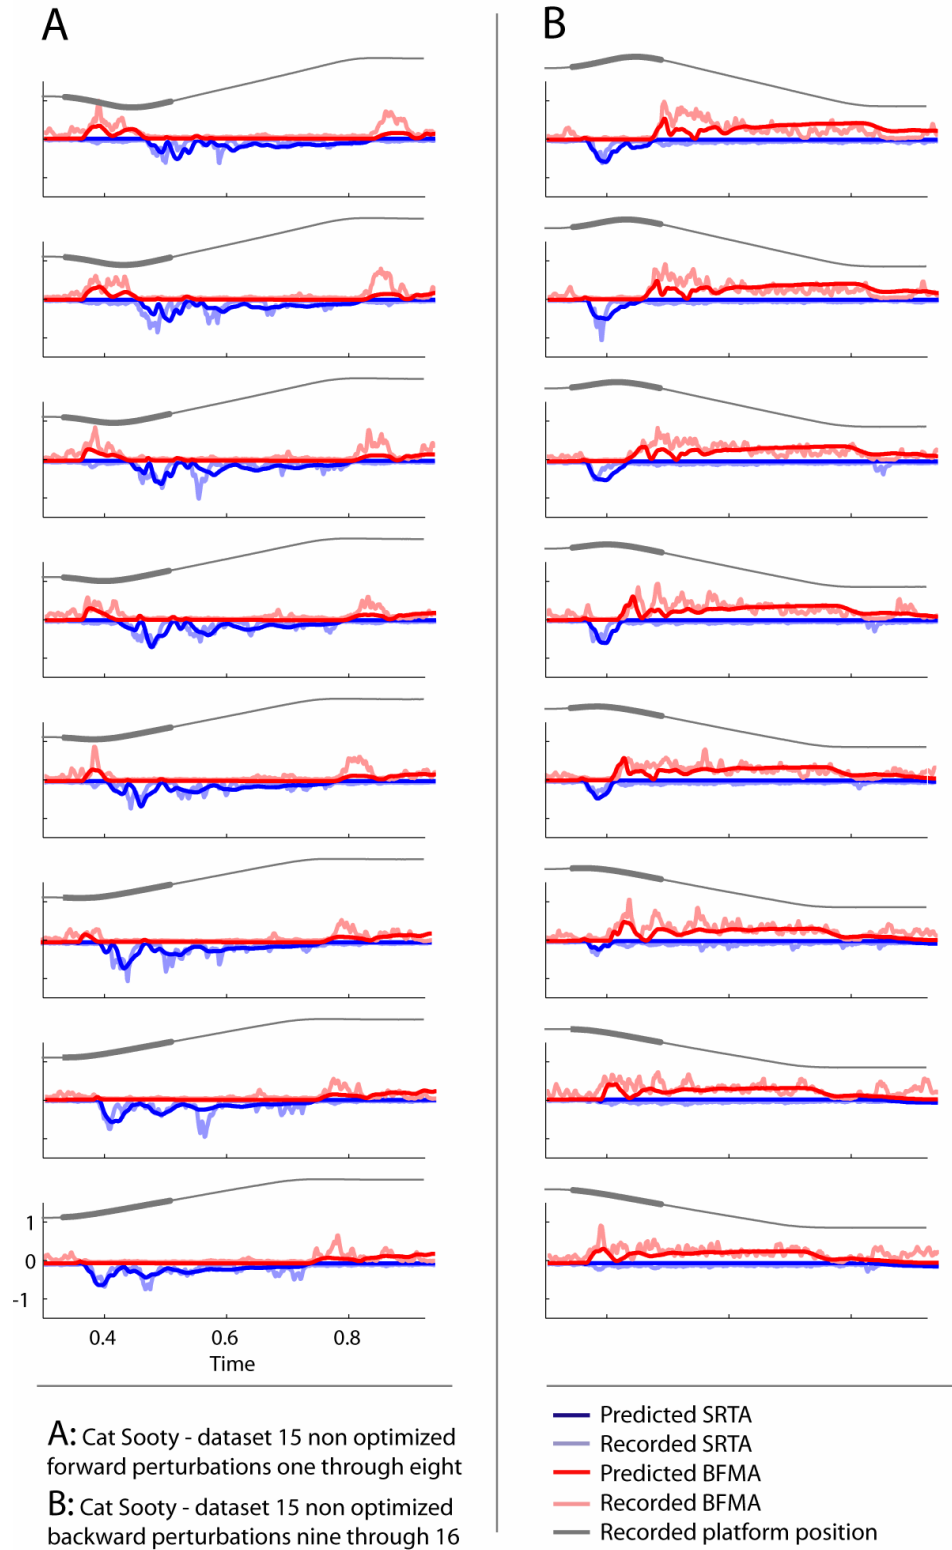 A
B
1
0
-1
0.4
0.6
0.8
Time
A: Cat Sooty - dataset 15 non optimized
forward perturbations one through eight
B: Cat Sooty - dataset 15 non optimized
backward perturbations nine through 16
Predicted SRTA
Recorded SRTA
Predicted BFMA
Recorded BFMA
Recorded platform position